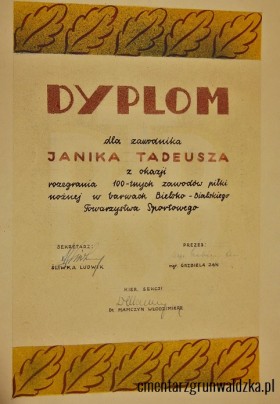 DYPLOM
dla zawodnika
JANIKA TADEUSZA
z okazji
rozegrania 100-tnych zawodów piłki
nożnej w barwach Bielsko-Bialskiego
Towarzystwa Sportowego
SEKRETARZ: PREZES:
ŚLIWKA LUDWIK mgr GRZBIELA JAN
KIER. SEKCJI
DR. MAMCZYN WŁODZIMIERZ
cmentarzgrunwaldzka.pl